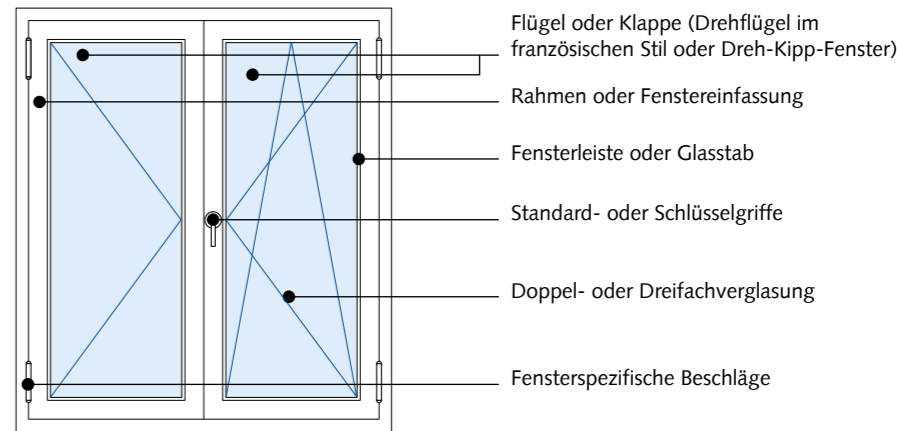 Flügel oder Klappe (Drehflügel im
französischen Stil oder Dreh-Kipp-Fenster)
Rahmen oder Fenstereinfassung
Fensterleiste oder Glasstab
Standard- oder Schlüsselgriffe
Doppel- oder Dreifachverglasung
Fensterspezifische Beschläge